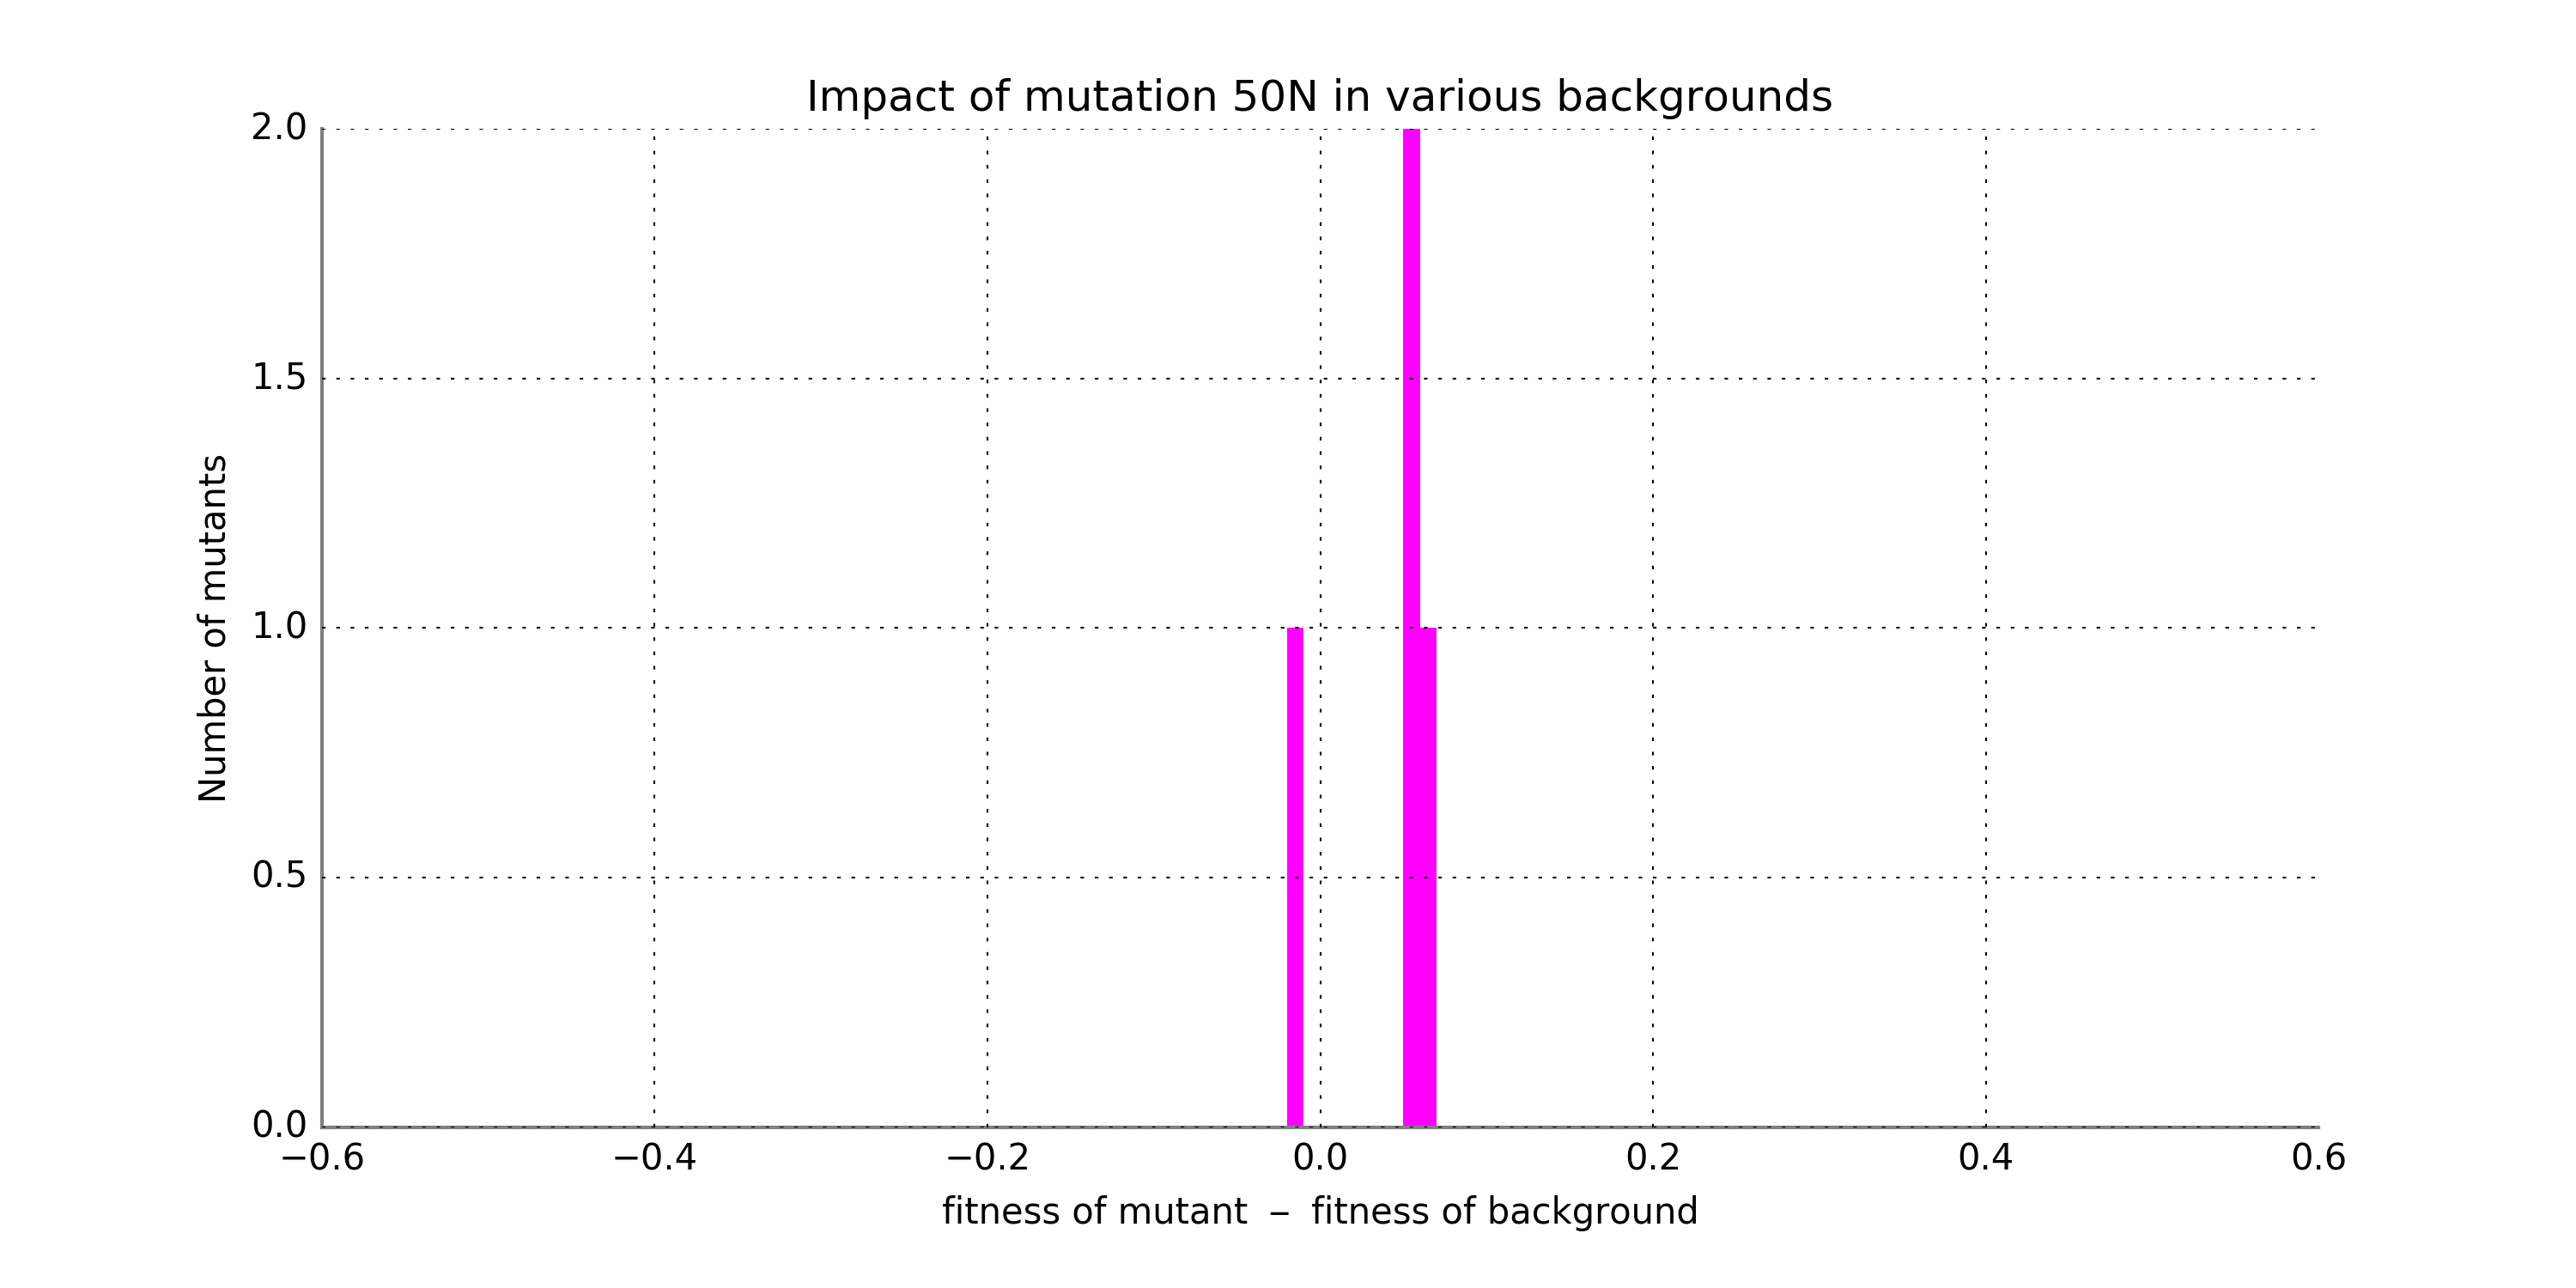 Impact of mutation 50N in various backgrounds
2.0
1.5
1.0
0.5
0.0
Number of mutants
−0.6 −0.4 −0.2 0.0 0.2 0.4 0.6
fitness of mutant − fitness of background